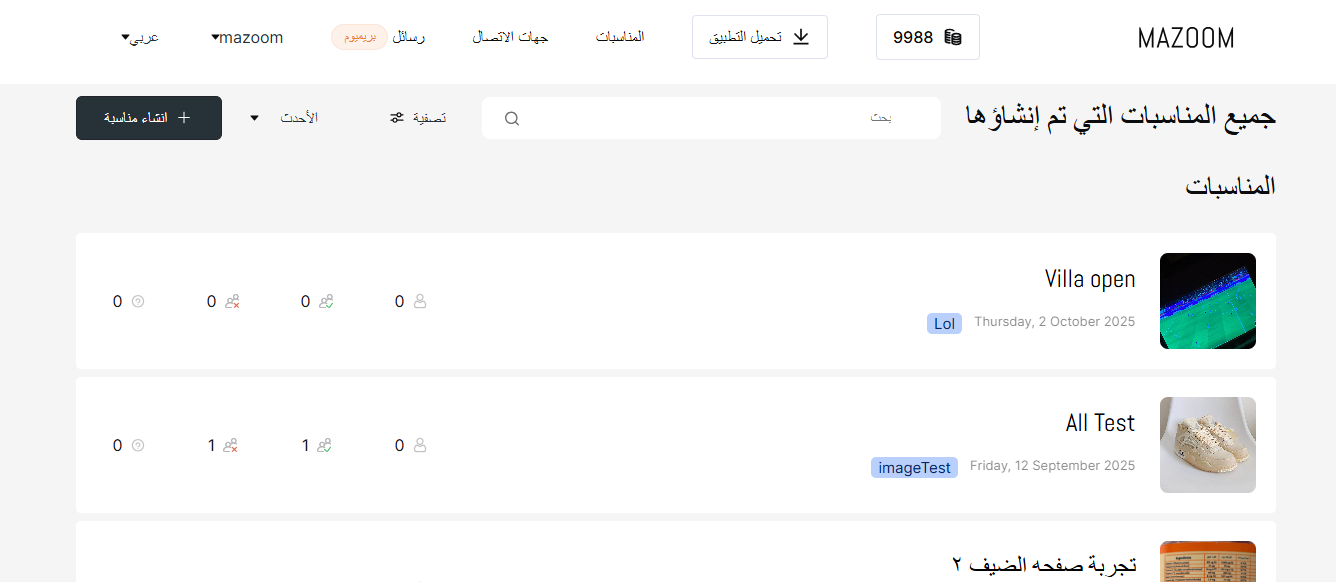 MAZOOM
9988
تحميل التطبيق
المناسبات
جهات الاتصال
رسائل بريميوم
mazoom
عربي
جميع المناسبات التي تم إنشاؤها
بحث
تصفية
الأحدث
انشاء مناسبة
المناسبات
Villa open
Thursday, 2 October 2025
Lol
0
0
0
0
All Test
Friday, 12 September 2025
imageTest
0
1
1
0
تجربة صفحه الضيف ٢